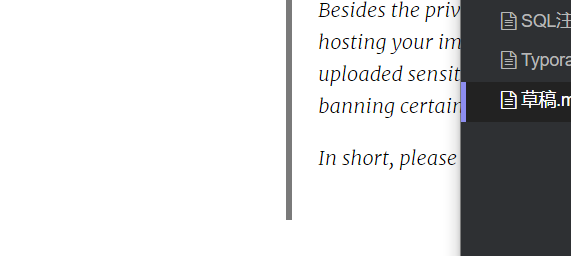 Besides the priv
hosting your im
uploaded sensit
banning certain
In short, please
SQL注
Typora
草稿.m